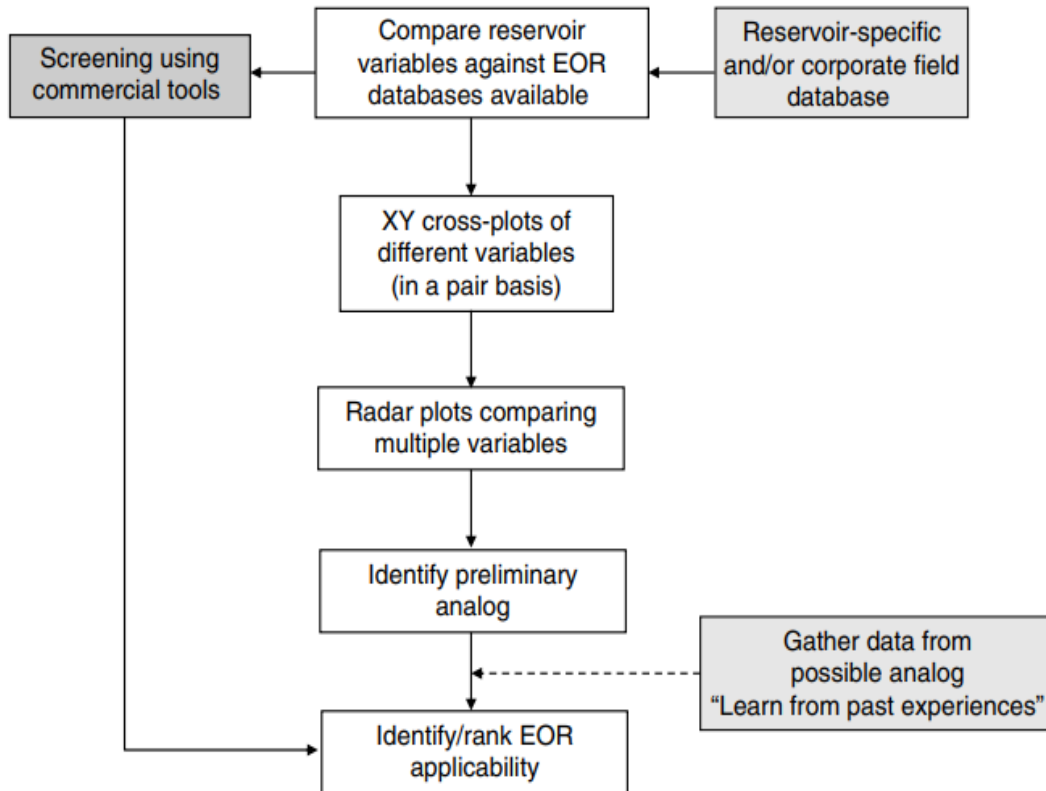 Screening using
commercial tools
Compare reservoir
variables against EOR
databases available
Reservoir-specific
and/or corporate field
database
XY cross-plots of
different variables
(in a pair basis)
Radar plots comparing
multiple variables
Identify preliminary
analog
Gather data from
possible analog
“Learn from past experiences”
Identify/rank EOR
applicability